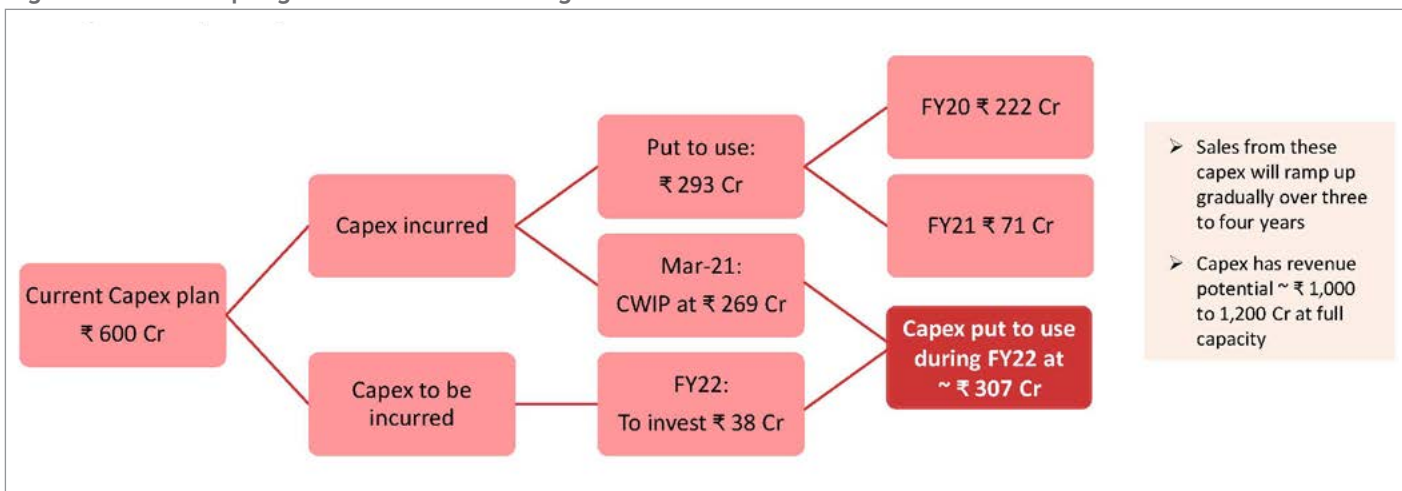 Current Capex plan
₹ 600 Cr
Capex incurred
Capex to be
incurred
Put to use:
₹ 293 Cr
Mar-21:
CWIP at ₹ 269 Cr
FY22:
To invest ₹ 38 Cr
FY20 ₹ 222 Cr
FY21 ₹ 71 Cr
Capex put to use
during FY22 at
~ ₹ 307 Cr
➢ Sales from these
capex will ramp up
gradually over three
to four years
➢ Capex has revenue
potential ~ ₹ 1,000
to 1,200 Cr at full
capacity